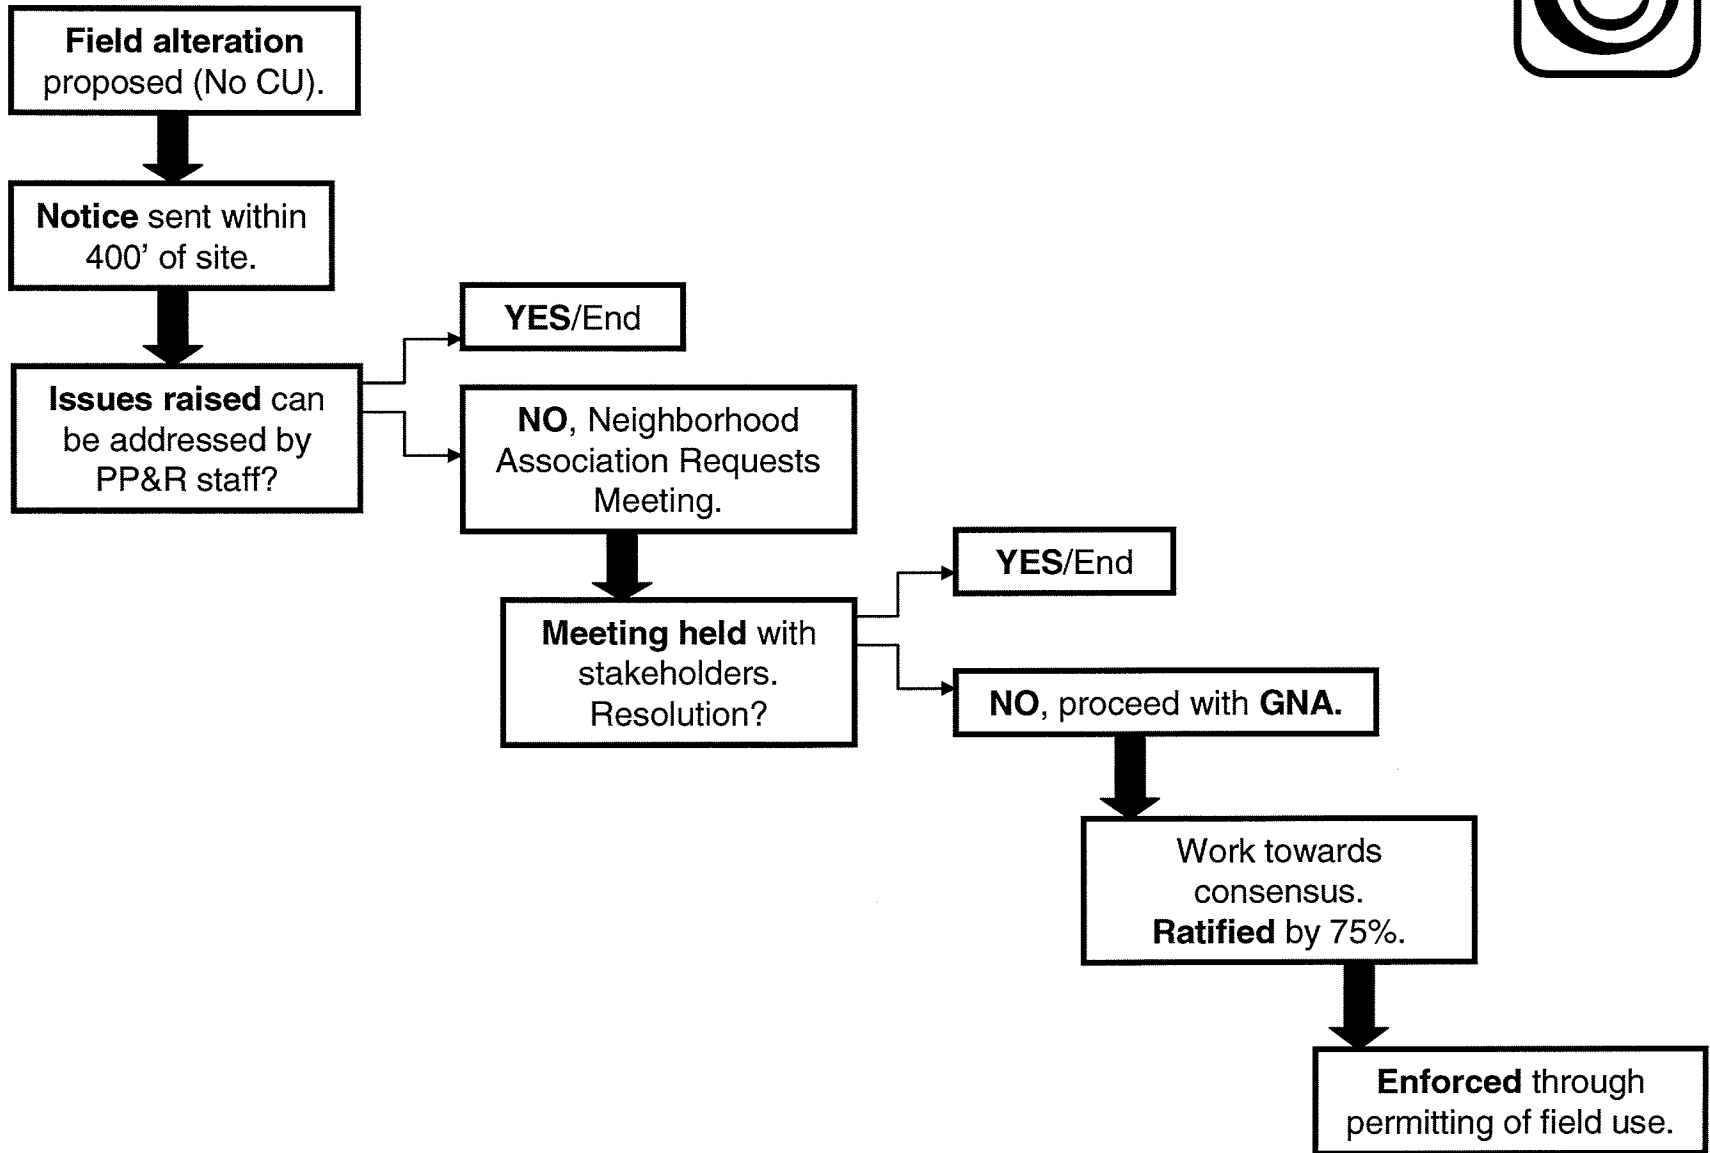 Field alteration
proposed (No CU).
Notice sent within
400’ of site.
YES/End
Issues raised can
be addressed by
PP&R staff?
NO, Neighborhood
Association Requests
Meeting.
YES/End
Meeting held with
stakeholders.
Resolution?
NO, proceed with GNA.
Work towards
consensus.
Ratified by 75%.
Enforced through
permitting of field use.